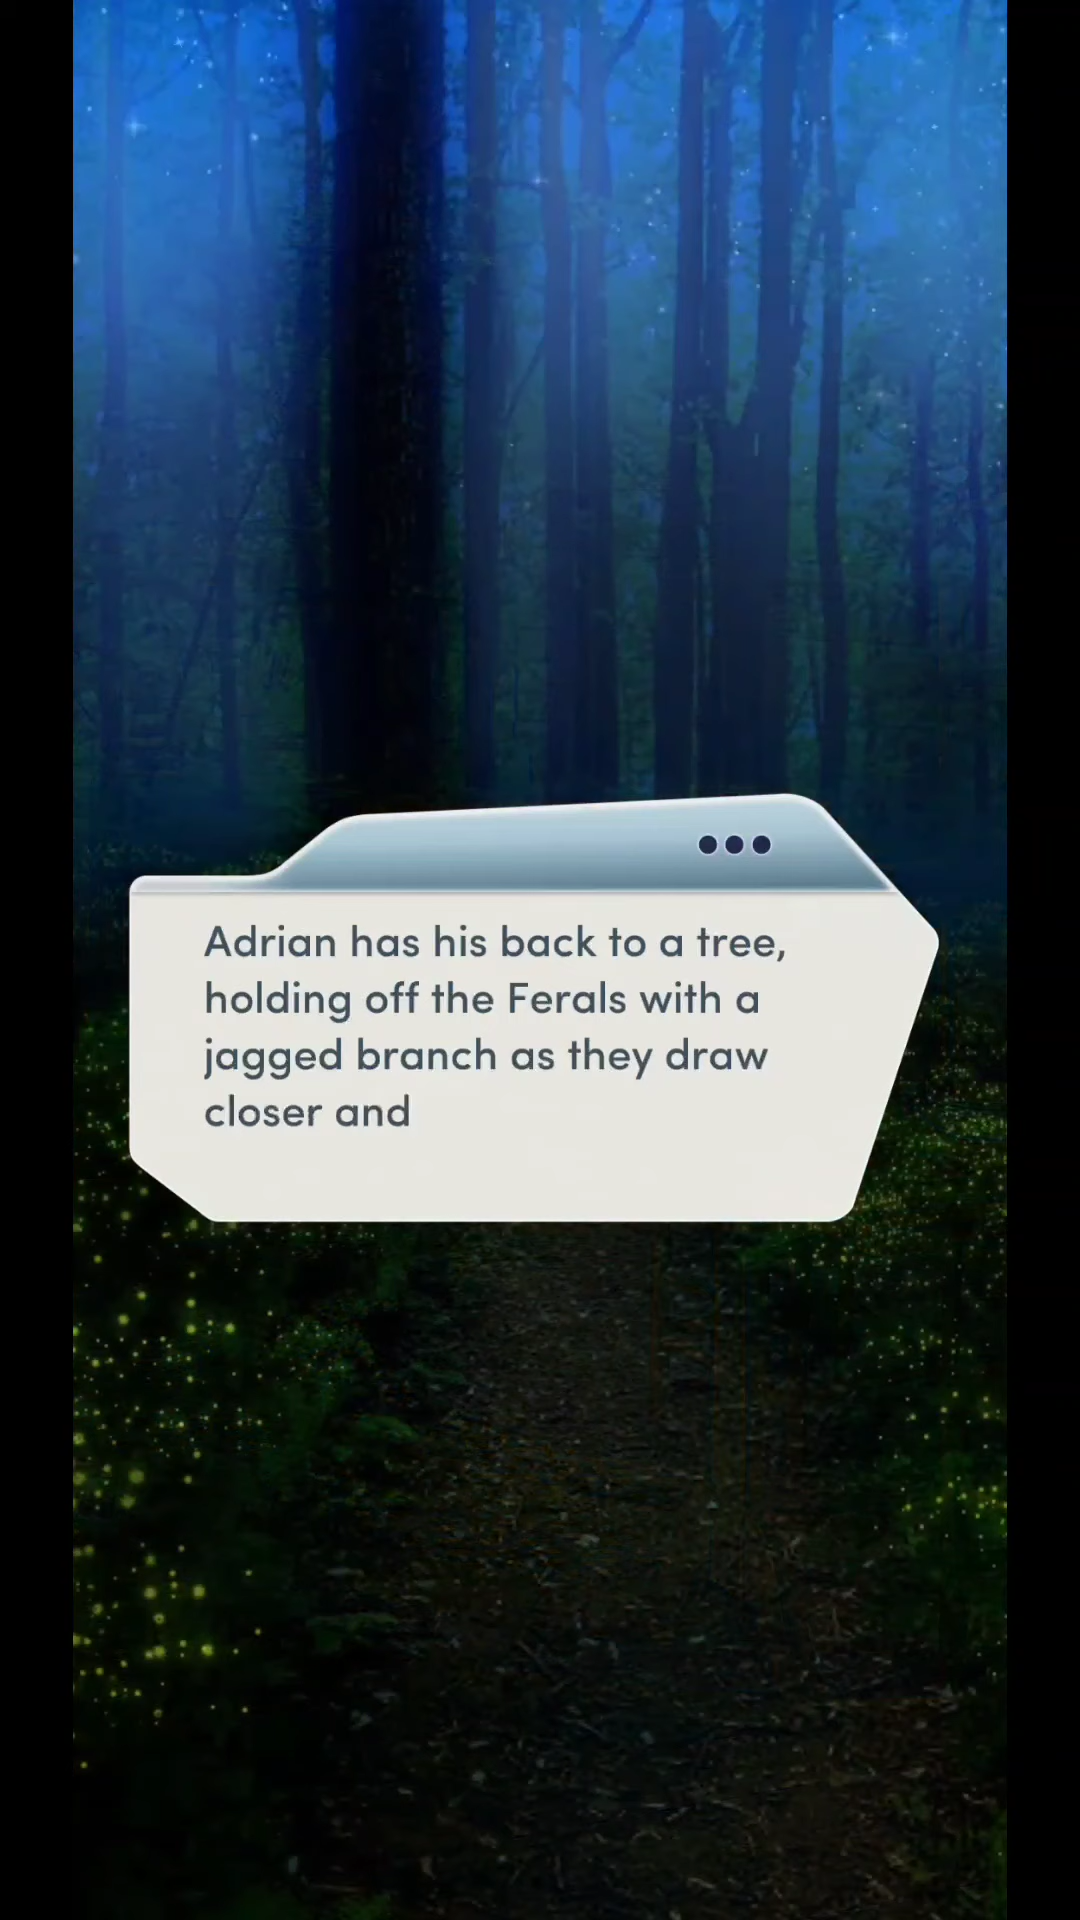 Adrian has his back to a tree,
holding off the Ferals with a
jagged branch as they draw
closer and